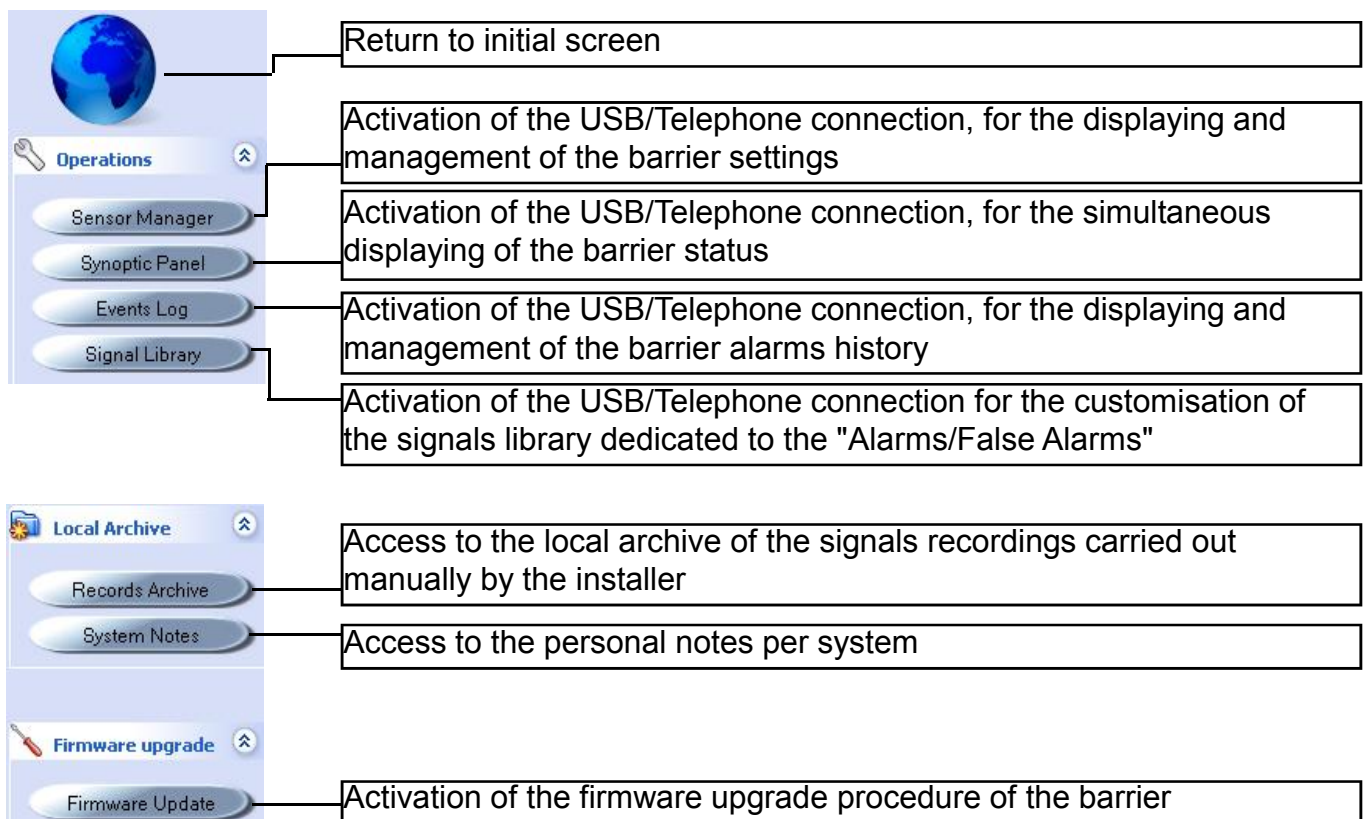 Return to initial screen
Operations
Sensor Manager
Activation of the USB/Telephone connection, for the displaying and
management of the barrier settings
Synoptic Panel
Activation of the USB/Telephone connection, for the simultaneous
displaying of the barrier status
Events Log
Activation of the USB/Telephone connection, for the displaying and
management of the barrier alarms history
Signal Library
Activation of the USB/Telephone connection for the customisation of
the signals library dedicated to the "Alarms/False Alarms"
Local Archive
Records Archive
Access to the local archive of the signals recordings carried out
manually by the installer
System Notes
Access to the personal notes per system
Firmware upgrade
Firmware Update
Activation of the firmware upgrade procedure of the barrier